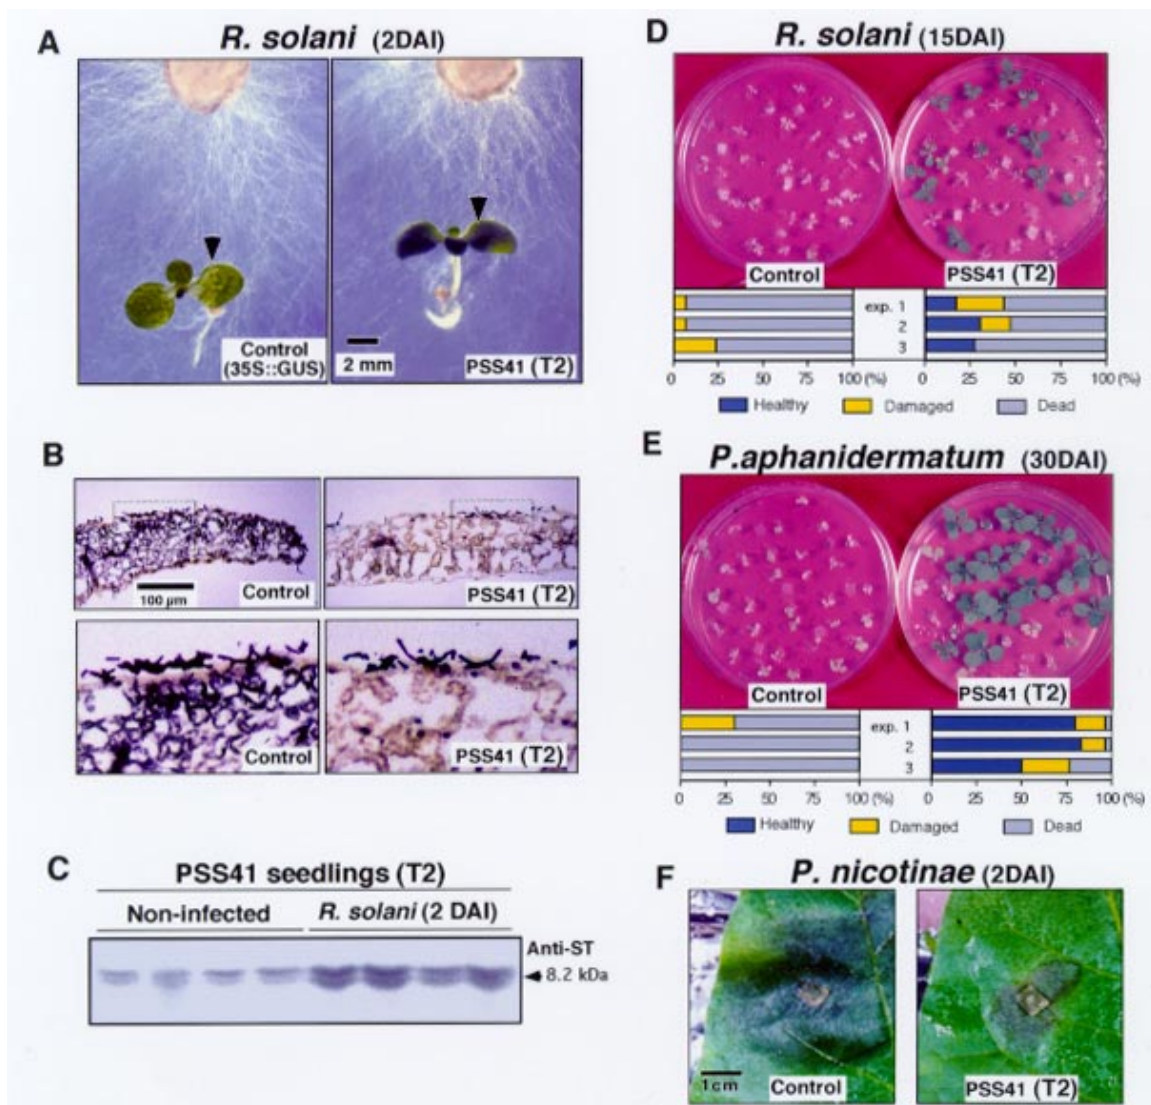 A
R. solani (2DAI)
Control
(35S::GUS)
2 mm
PSS41 (T2)
B
100 µm
Control
PSS41 (T2)
Control
PSS41 (T2)
C
PSS41 seedlings (T2)
Non-infected
R. solani (2 DAI)
Anti-ST
8.2 kDa
D
R. solani (15DAI)
Control
PSS41 (T2)
exp. 1
2
3
0 25 50 75 100 (%)
0 25 50 75 100 (%)
Healthy Damaged Dead
E
P.aphanidermatum (30DAI)
Control
PSS41 (T2)
exp. 1
2
3
0 25 50 75 100 (%)
0 25 50 75 100 (%)
Healthy Damaged Dead
F
P. nicotinae (2DAI)
1cm
Control
PSS41 (T2)